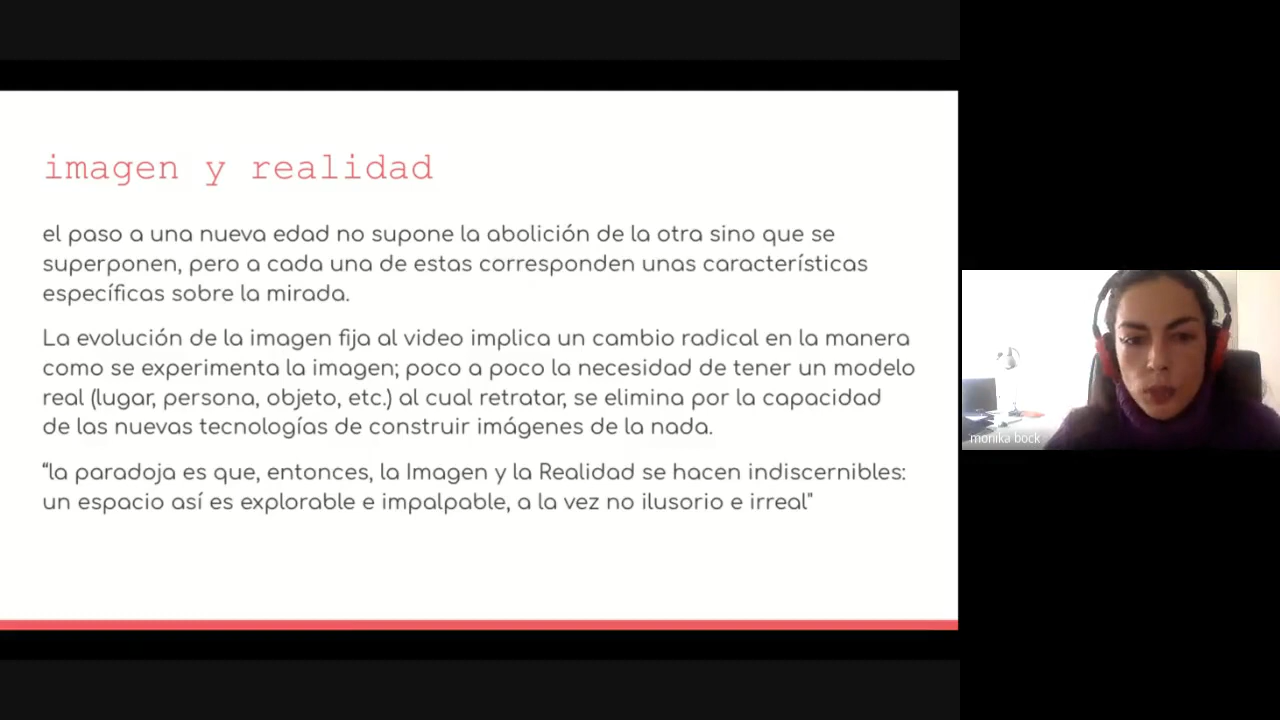 imagen y realidad
el paso a una nueva edad no supone la abolición de la otra sino que se
superponen, pero a cada una de estas corresponden unas características
específicas sobre la mirada.
La evolución de la imagen fija al video implica un cambio radical en la manera
como se experimenta la imagen; poco a poco la necesidad de tener un modelo
real (lugar, persona, objeto, etc.) al cual retratar, se elimina por la capacidad
de las nuevas tecnologías de construir imágenes de la nada.
“la paradoja es que, entonces, la Imagen y la Realidad se hacen indiscernibles:
un espacio así es explorable e impalpable, a la vez no ilusorio e irreal"
monika bock